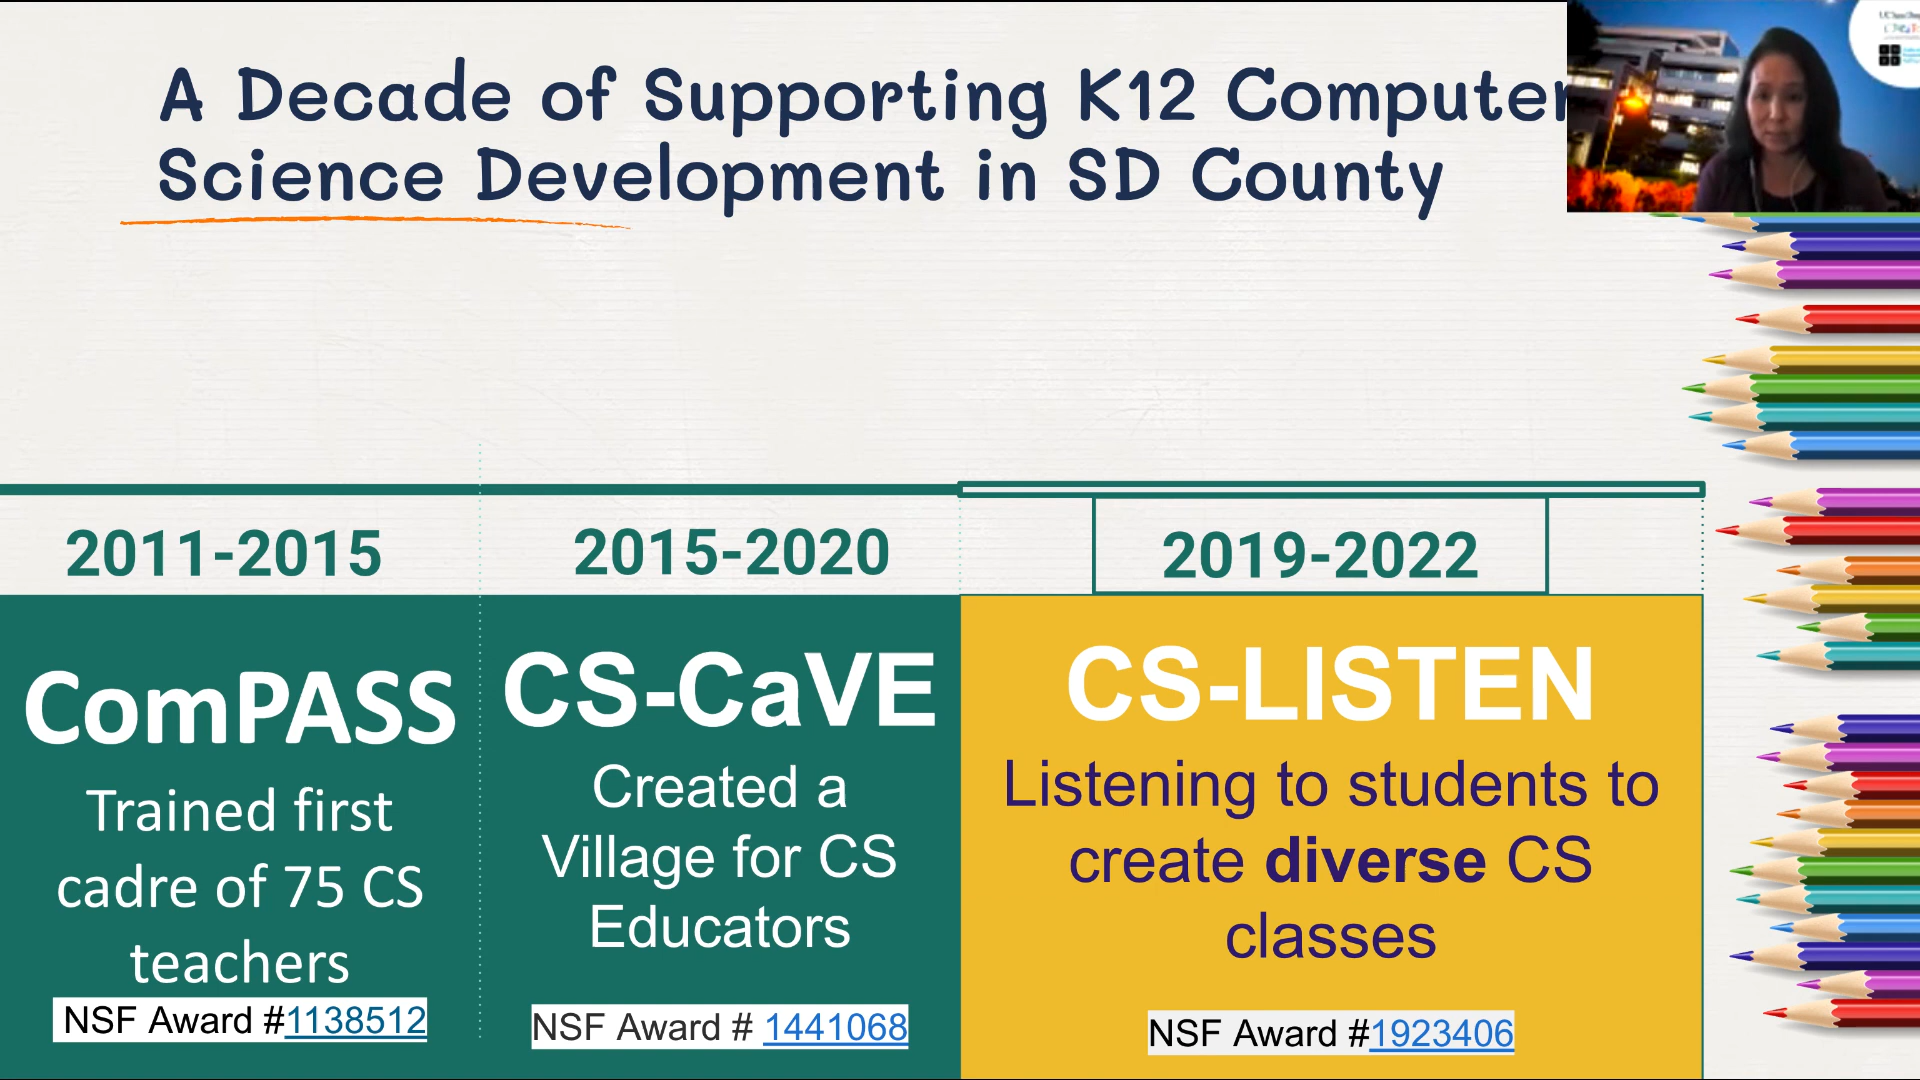 A Decade of Supporting K12 Computer
Science Development in SD County
2011-2015
2015-2020
2019-2022
ComPASS
Trained first
cadre of 75 CS
teachers
NSF Award #1138512
CS-CaVE
Created a
Village for CS
Educators
NSF Award # 1441068
CS-LISTEN
Listening to students to
create diverse CS
classes
NSF Award #1923406